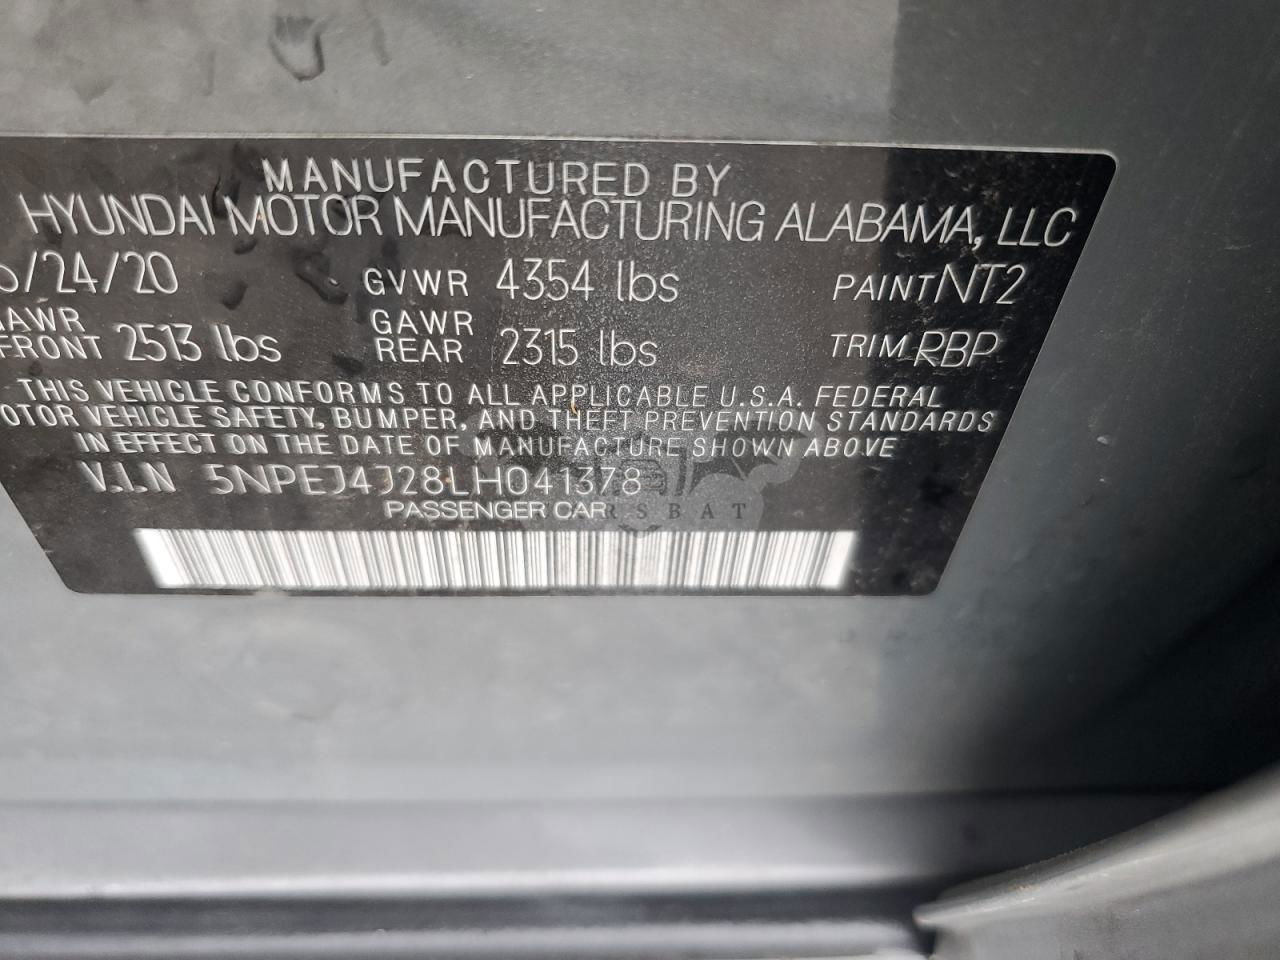 MANUFACTURED BY
HYUNDAI MOTOR MANUFACTURING ALABAMA, LLC
/24/20 GVWR 4354 lbs PAINT NT2
GAWR
FRONT 2513 lbs REAR 2315 lbs TRIM RBP
THIS VEHICLE CONFORMS TO ALL APPLICABLE U.S.A. FEDERAL
OTOR VEHICLE SAFETY, BUMPER, AND THEFT PREVENTION STANDARDS
IN EFFECT ON THE DATE OF MANUFACTURE SHOWN ABOVE
V.I.N 5NPEJ4J28LH041378
PASSENGER CAR
RSBAT